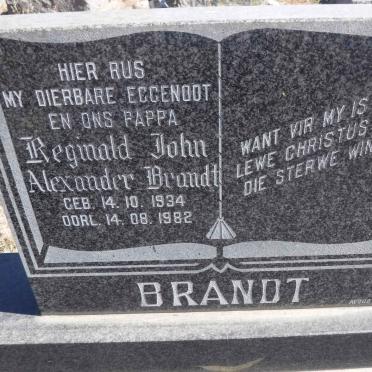 HIER RUS
MY DIERBARE EGGENOOT
EN ONS PAPPA
Reginald John
Alexander Brandt
GEB. 14. 10. 1934
OORL. 14. 08. 1982
WANT VIR MY IS
LEWE CHRISTUS
DIE STERWE WIN
BRANDT